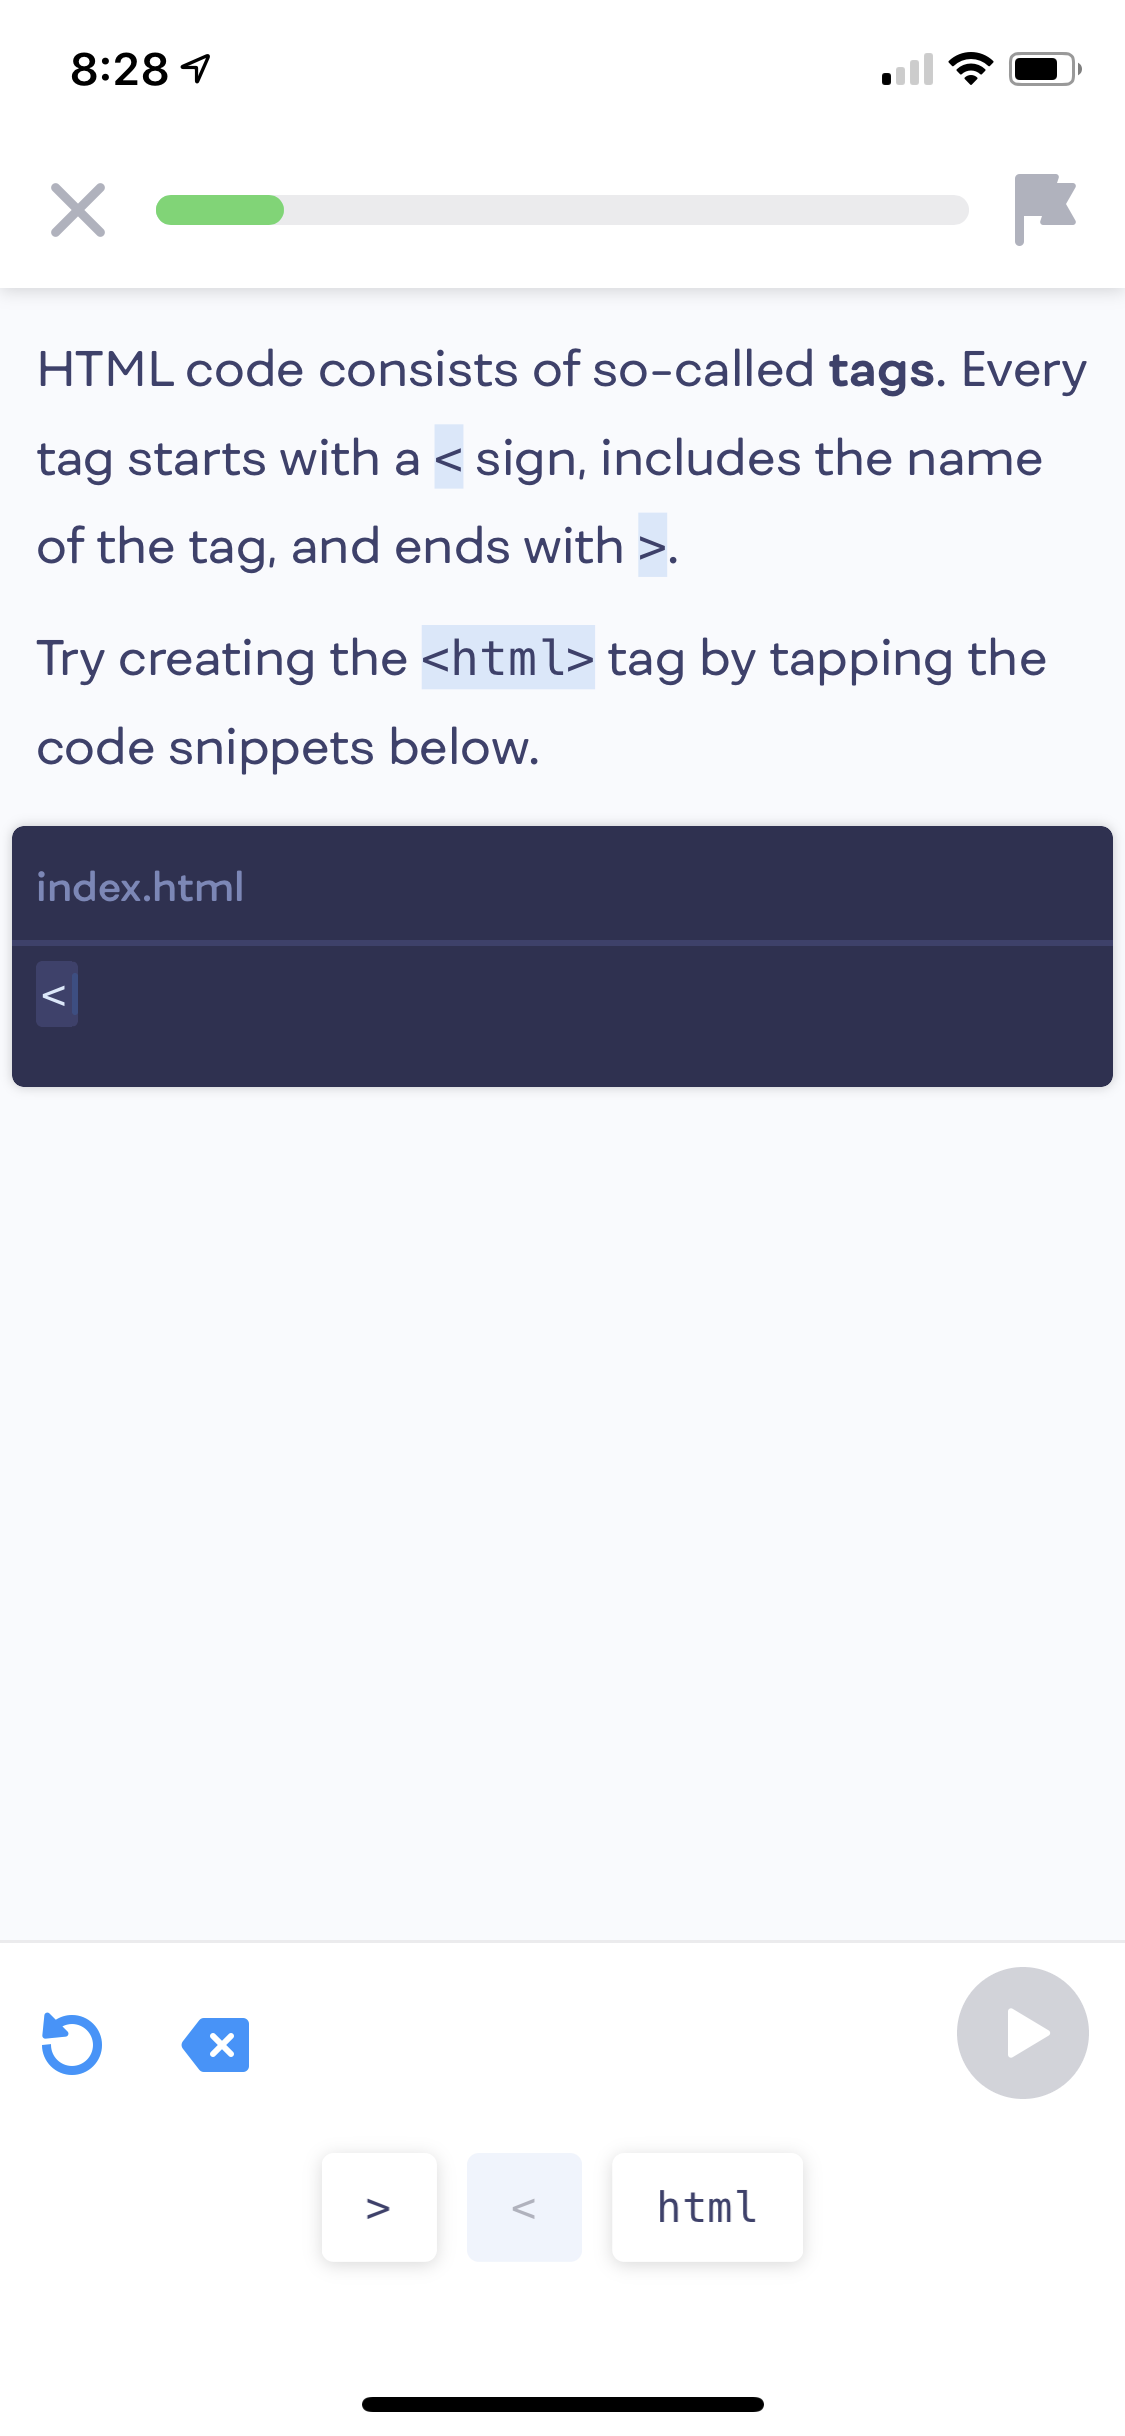 8:28
HTML code consists of so-called tags. Every
tag starts with a < sign, includes the name
of the tag, and ends with >.
Try creating the <html> tag by tapping the
code snippets below.
index.html
<
> < html